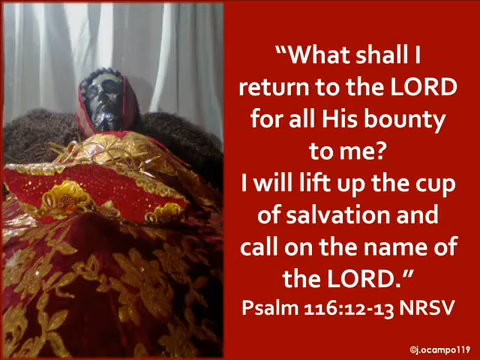 “What shall I
return to the LORD
for all His bounty
to me?
I will lift up the cup
of salvation and
call on the name of
the LORD.”
Psalm 116:12-13 NRSV
©j.ocampo119